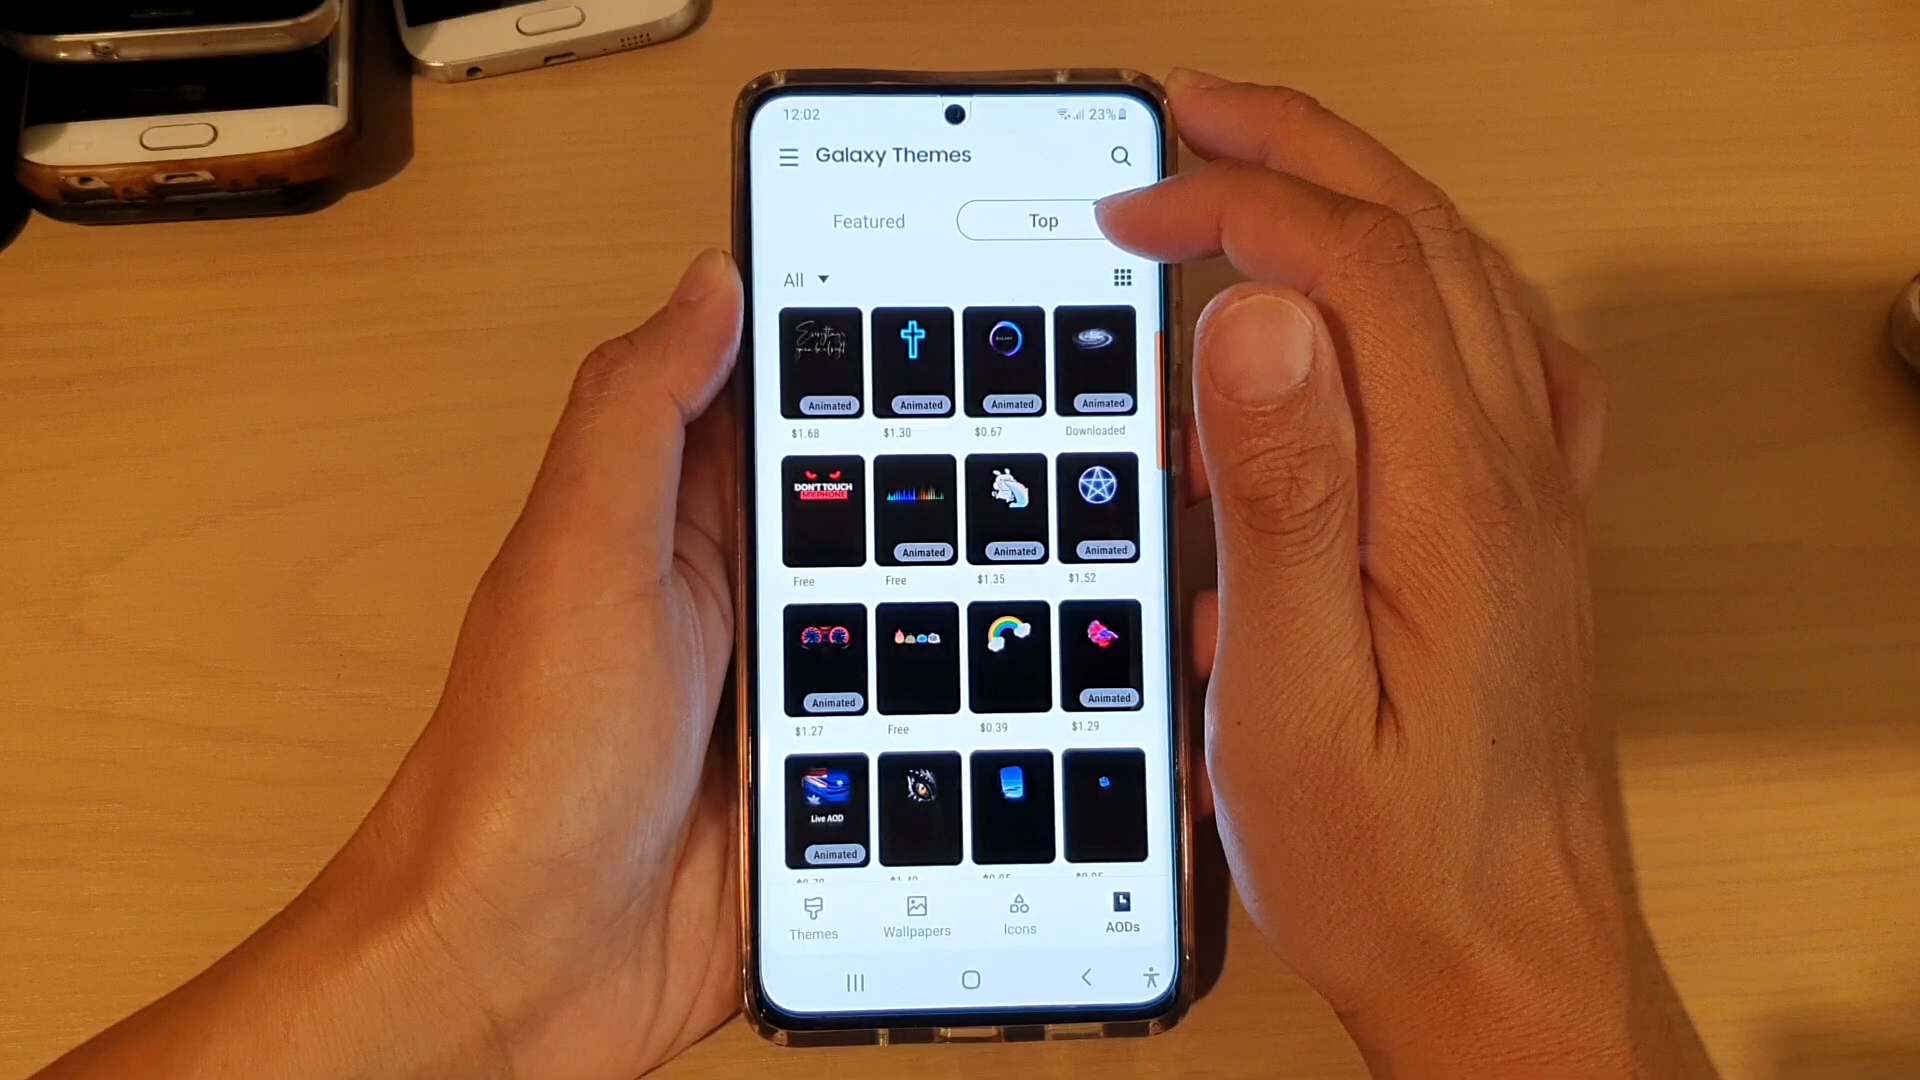 12:02 23%
Galaxy Themes
Featured Top
All
Animated Animated Animated Animated
$1.68 $1.30 $0.67 Downloaded
DON'T TOUCH
MY PHONE
Animated Animated Animated
Free Free $1.35 $1.52
Animated Animated
$1.27 Free $0.39 $1.29
Live AOD
Animated
Themes Wallpapers Icons AODs